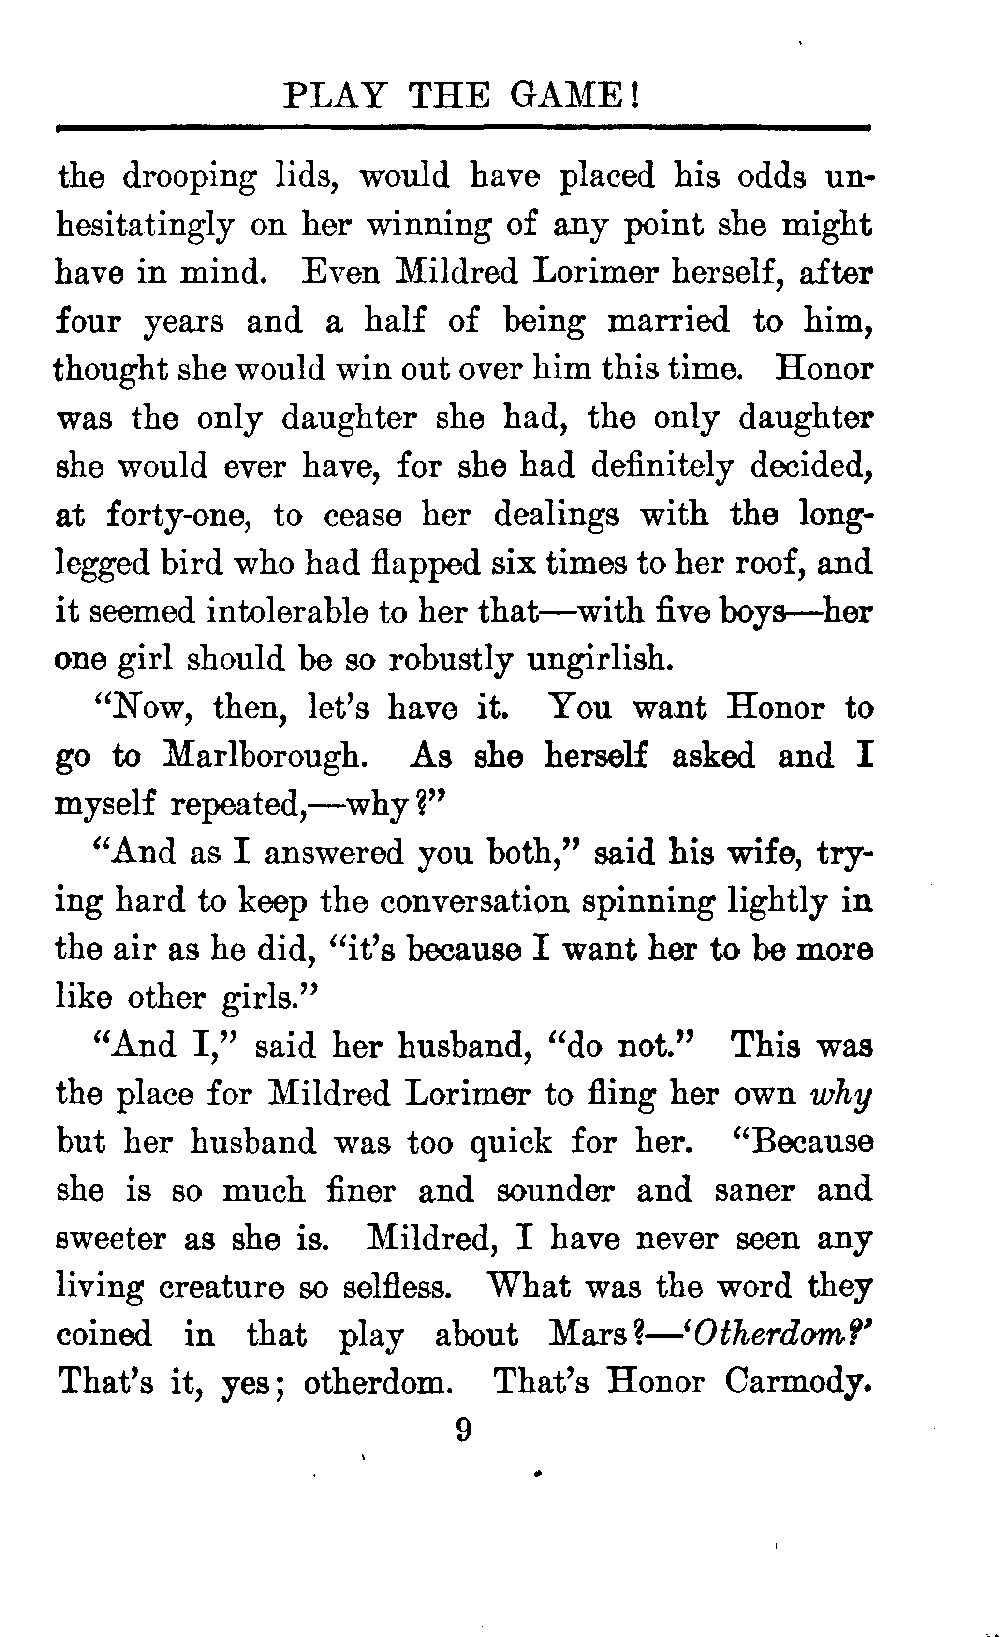 PLAY THE GAME!
the drooping lids, would have placed his odds un-
hesitatingly on her winning of any point she might
have in mind. Even Mildred Lorimer herself, after
four years and a half of being married to him,
thought she would win out over him this time. Honor
was the only daughter she had, the only daughter
she would ever have, for she had definitely decided,
at forty-one, to cease her dealings with the long-
legged bird who had flapped six times to her roof, and
it seemed intolerable to her that—with five boys—her
one girl should be so robustly ungirlish.
“Now, then, let’s have it. You want Honor to
go to Marlborough. As she herself asked and I
myself repeated,—why?”
“And as I answered you both,” said his wife, try-
ing hard to keep the conversation spinning lightly in
the air as he did, “it’s because I want her to be more
like other girls.”
“And I,” said her husband, “do not.” This was
the place for Mildred Lorimer to fling her own why
but her husband was too quick for her. “Because
she is so much finer and sounder and saner and
sweeter as she is. Mildred, I have never seen any
living creature so selfless. What was the word they
coined in that play about Mars?—‘Otherdom?’
That’s it, yes; otherdom. That’s Honor Carmody.
9